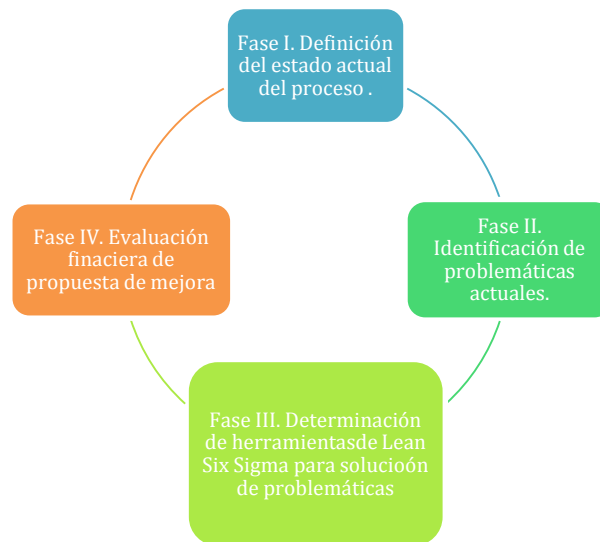 Fase I. Definición
del estado actual
del proceso .
Fase II.
Identificación de
problemáticas
actuales.
Fase III. Determinación
de herramientasde Lean
Six Sigma para solucioón
de problemáticas
Fase IV. Evaluación
finaciera de
propuesta de mejora